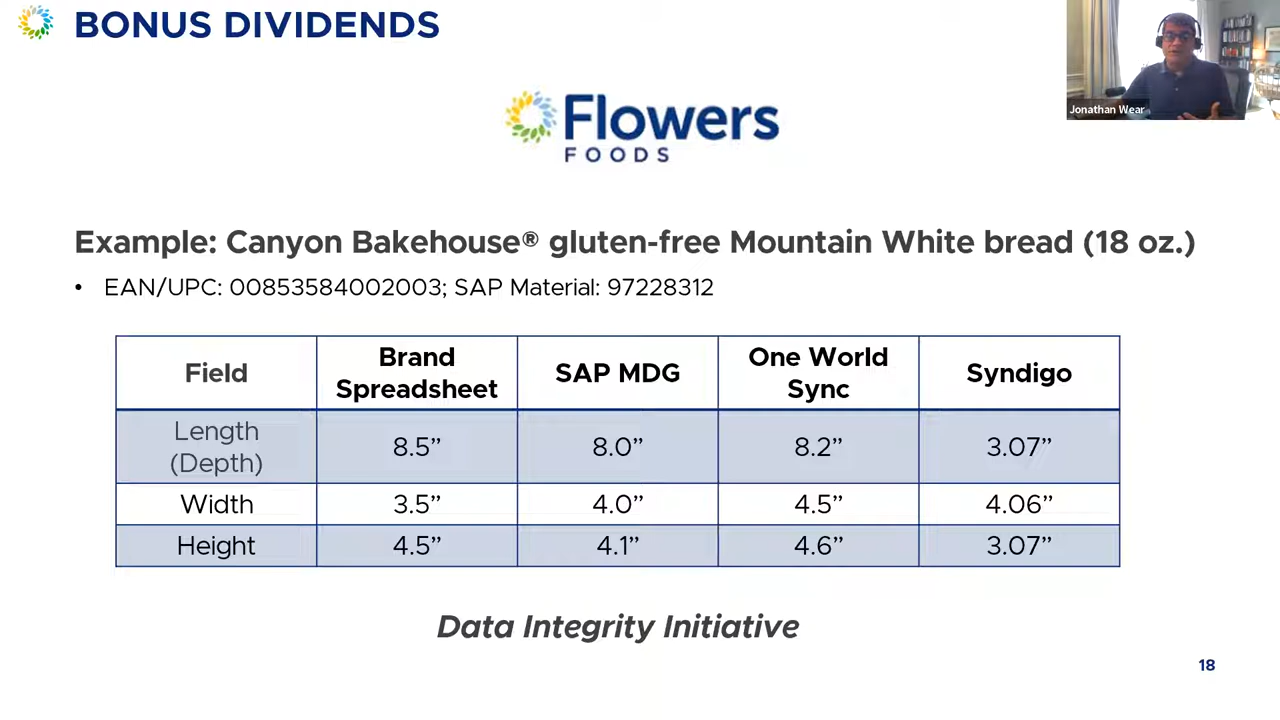 BONUS DIVIDENDS
Jonathan Wear
Flowers
FOODS
Example: Canyon Bakehouse® gluten-free Mountain White bread (18 oz.)
• EAN/UPC: 00853584002003; SAP Material: 97228312
Field Brand Spreadsheet SAP MDG One World Sync Syndigo
Length (Depth) 8.5” 8.0” 8.2” 3.07”
Width 3.5” 4.0” 4.5” 4.06”
Height 4.5” 4.1” 4.6” 3.07”
Data Integrity Initiative
18